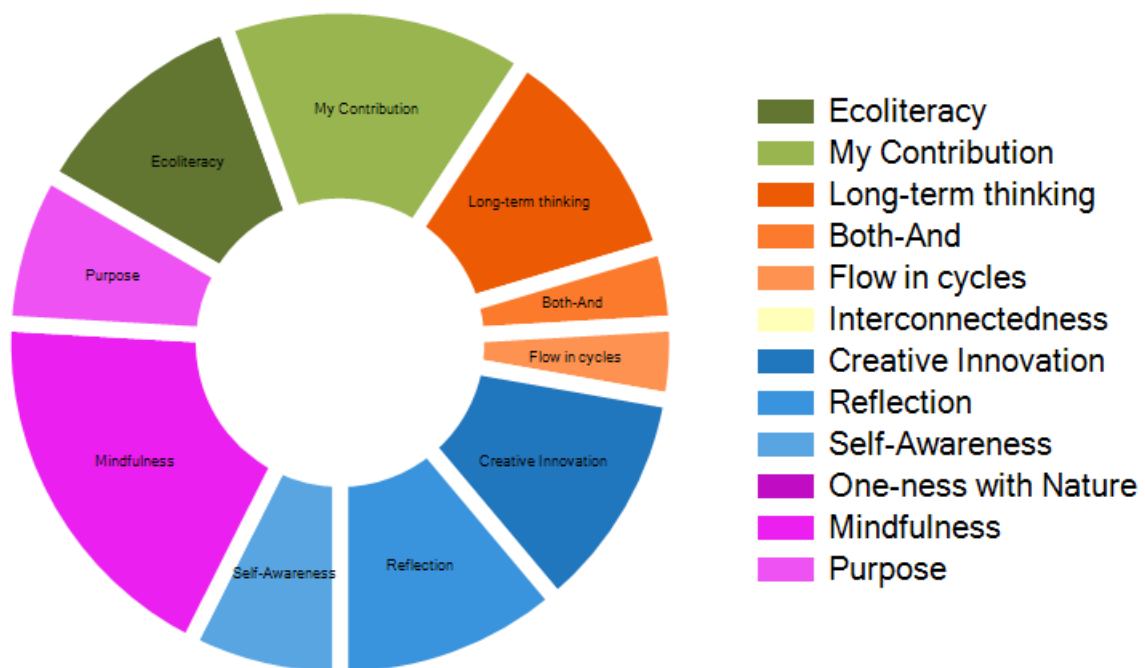 My Contribution
Ecoliteracy
Long-term thinking
Purpose
Both-And
Flow in cycles
Mindfulness
Creative Innovation
Self-Awareness
Reflection
Ecoliteracy
My Contribution
Long-term thinking
Both-And
Flow in cycles
Interconnectedness
Creative Innovation
Reflection
Self-Awareness
One-ness with Nature
Mindfulness
Purpose